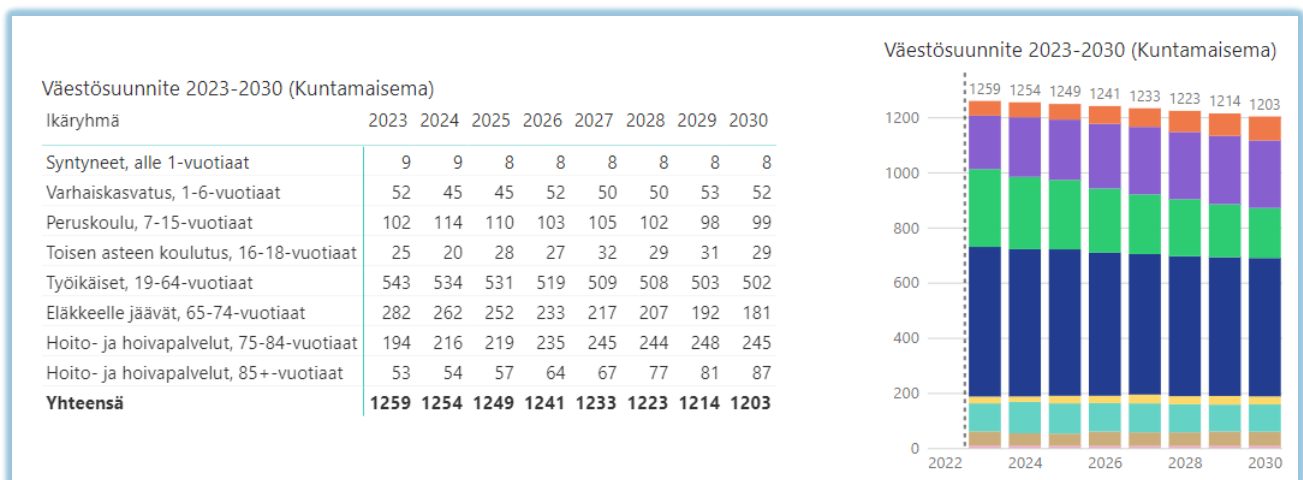 Väestösuunnite 2023-2030 (Kuntamaisema)
Ikäryhmä 2023 2024 2025 2026 2027 2028 2029 2030
Syntyneet, alle 1-vuotiaat 9 9 8 8 8 8 8 8
Varhaiskasvatus, 1-6-vuotiaat 52 45 45 52 50 50 53 52
Peruskoulu, 7-15-vuotiaat 102 114 110 103 105 102 98 99
Toisen asteen koulutus, 16-18-vuotiaat 25 20 28 27 32 29 31 29
Työikäiset, 19-64-vuotiaat 543 534 531 519 509 508 503 502
Eläkkeelle jäävät, 65-74-vuotiaat 282 262 252 233 217 207 192 181
Hoito- ja hoivapalvelut, 75-84-vuotiaat 194 216 219 235 245 244 248 245
Hoito- ja hoivapalvelut, 85+-vuotiaat 53 54 57 64 67 77 81 87
Yhteensä 1259 1254 1249 1241 1233 1223 1214 1203
Väestösuunnite 2023-2030 (Kuntamaisema)
1259 1254 1249 1241 1233 1223 1214 1203
1200
1000
800
600
400
200
0
2022 2024 2026 2028 2030